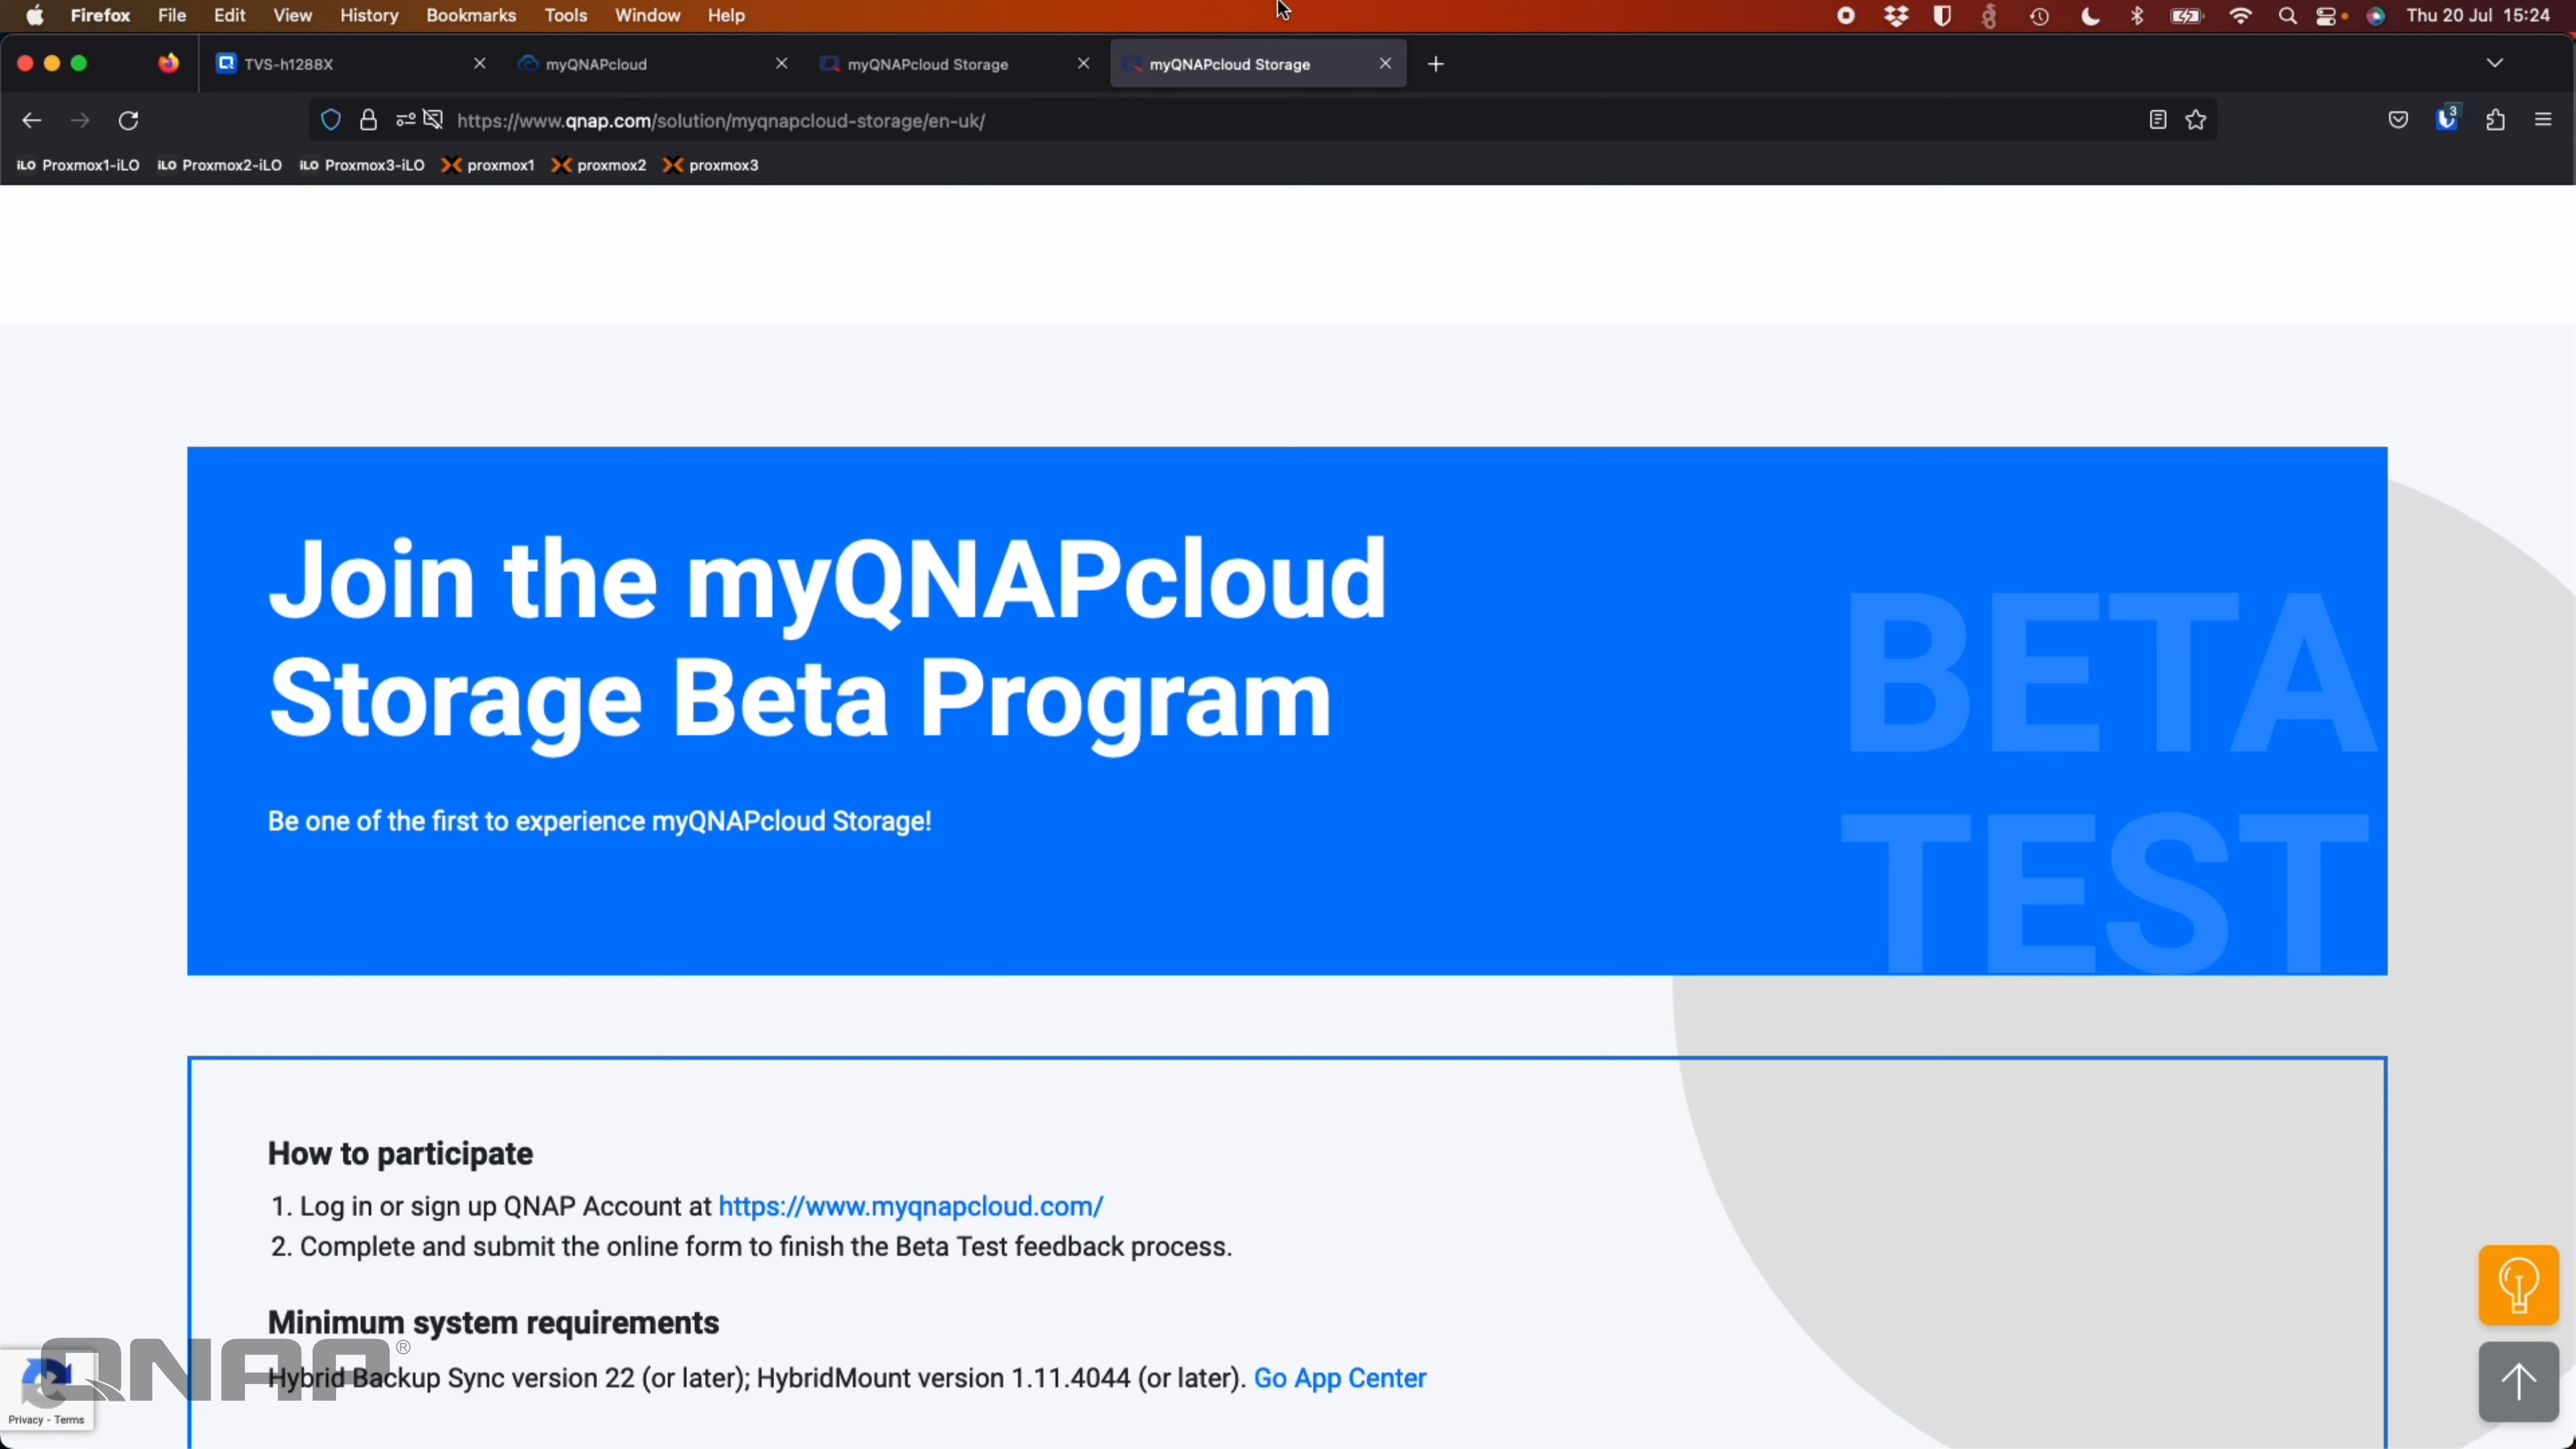 Firefox File Edit View History Bookmarks Tools Window Help Thu 20 Jul 15:24
TVS-h1288X myQNAPcloud myQNAPcloud Storage myQNAPcloud Storage
https://www.qnap.com/solution/myqnapcloud-storage/en-uk/
3
iLO Proxmox1-iLO iLO Proxmox2-iLO iLO Proxmox3-iLO proxmox1 proxmox2 proxmox3
Join the myQNAPcloud
Storage Beta Program
Be one of the first to experience myQNAPcloud Storage!
BETA
TEST
How to participate
1. Log in or sign up QNAP Account at https://www.myqnapcloud.com/
2. Complete and submit the online form to finish the Beta Test feedback process.
Minimum system requirements
Hybrid Backup Sync version 22 (or later); HybridMount version 1.11.4044 (or later). Go App Center
QNAP®
Privacy - Terms